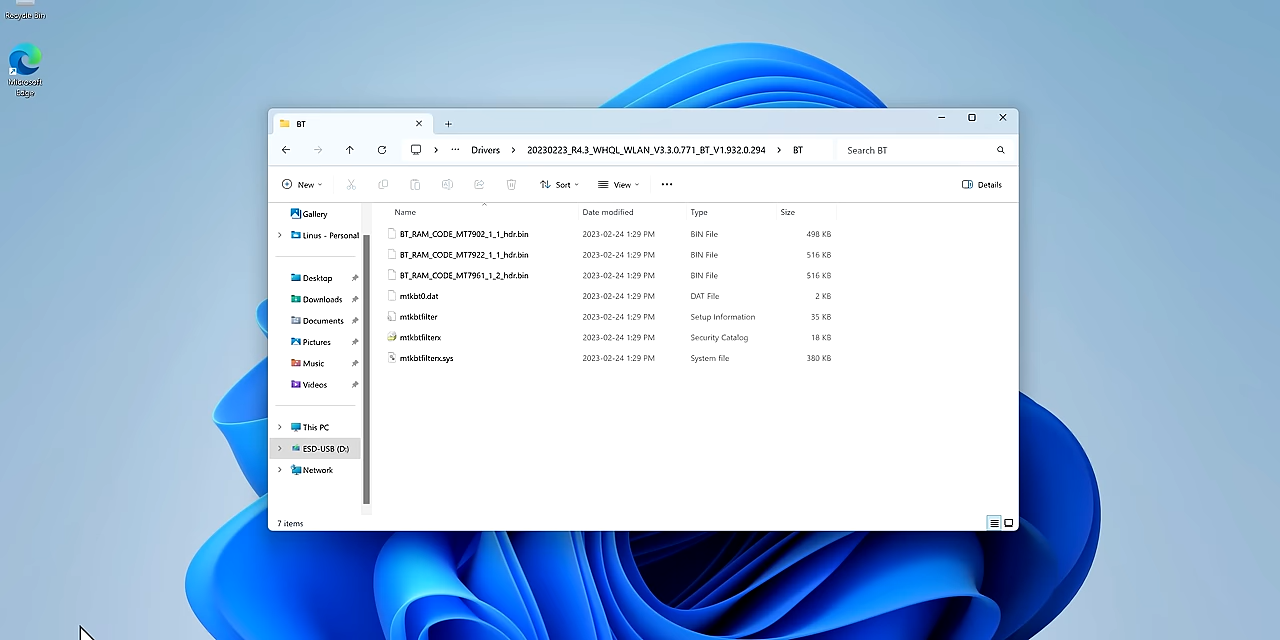 Recycle Bin
Microsoft
Edge
BT
Drivers
20230223_R4.3_WHQL_WLAN_V3.3.0.771_BT_V1.932.0.294
BT
Search BT
New
Sort
View
Details
Gallery
Linus - Personal
Desktop
Downloads
Documents
Pictures
Music
Videos
This PC
ESD-USB (D:)
Network
Name Date modified Type Size
BT_RAM_CODE_MT7902_1_1_hdr.bin 2023-02-24 1:29 PM BIN File 498 KB
BT_RAM_CODE_MT7922_1_1_hdr.bin 2023-02-24 1:29 PM BIN File 516 KB
BT_RAM_CODE_MT7961_1_2_hdr.bin 2023-02-24 1:29 PM BIN File 516 KB
mtkbt0.dat 2023-02-24 1:29 PM DAT File 2 KB
mtkbtfilter 2023-02-24 1:29 PM Setup Information 35 KB
mtkbtfilterx 2023-02-24 1:29 PM Security Catalog 18 KB
mtkbtfilterx.sys 2023-02-24 1:29 PM System file 380 KB
7 items